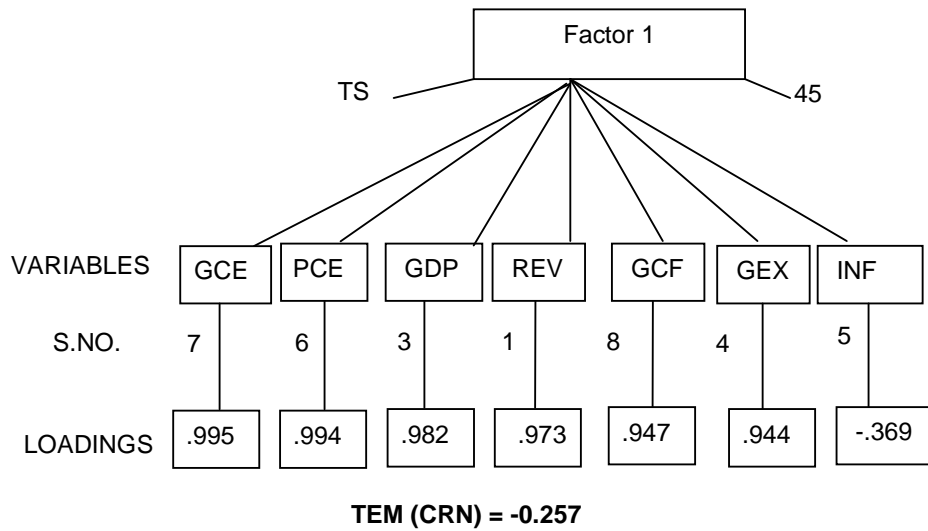 Factor 1
TS 45
VARIABLES GCE PCE GDP REV GCF GEX INF
S.NO. 7 6 3 1 8 4 5
LOADINGS .995 .994 .982 .973 .947 .944 -.369
TEM (CRN) = -0.257